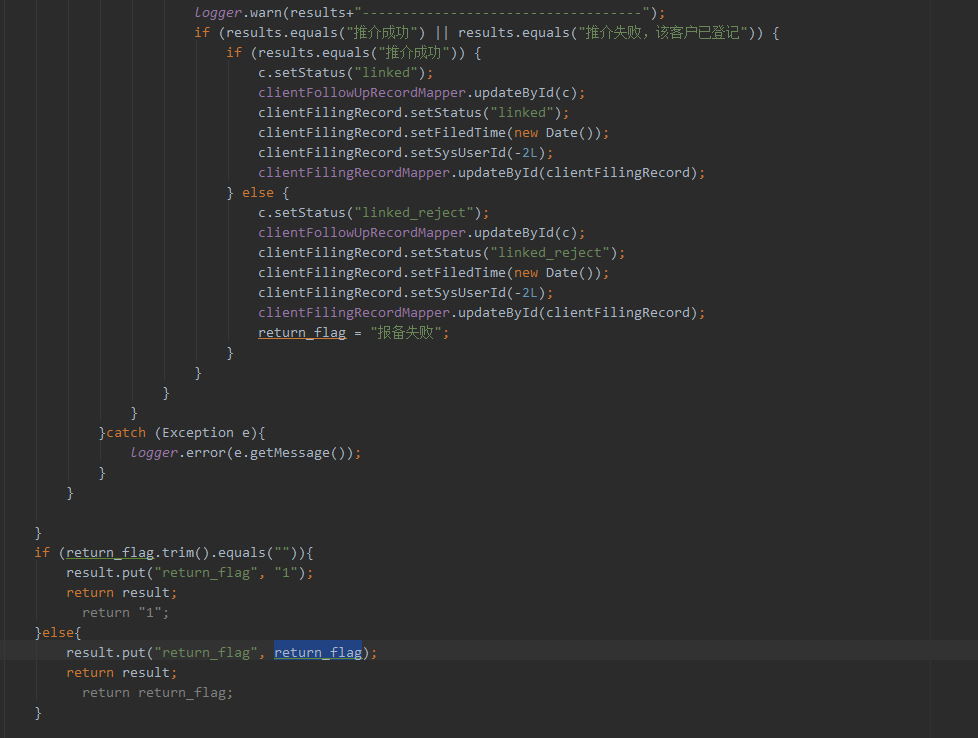 logger.warn(results+"-----------------------------------");
if (results.equals("推介成功") || results.equals("推介失败，该客户已登记")) {
if (results.equals("推介成功")) {
c.setStatus("linked");
clientFollowUpRecordMapper.updateById(c);
clientFilingRecord.setStatus("linked");
clientFilingRecord.setFiledTime(new Date());
clientFilingRecord.setSysUserId(-2L);
clientFilingRecordMapper.updateById(clientFilingRecord);
} else {
c.setStatus("linked_reject");
clientFollowUpRecordMapper.updateById(c);
clientFilingRecord.setStatus("linked_reject");
clientFilingRecord.setFiledTime(new Date());
clientFilingRecord.setSysUserId(-2L);
clientFilingRecordMapper.updateById(clientFilingRecord);
return_flag = "报备失败";
}
}
}
}
}catch (Exception e){
logger.error(e.getMessage());
}
}
}
if (return_flag.trim().equals("")){
result.put("return_flag", "1");
return result;
return "1";
}else{
result.put("return_flag", return_flag);
return result;
return return_flag;
}